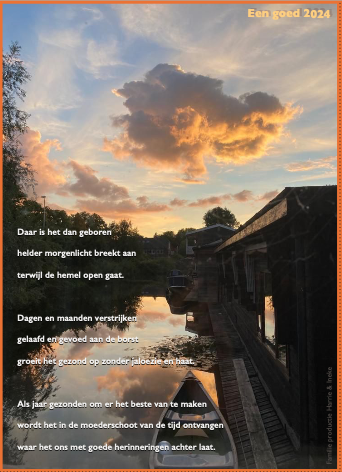 Een goed 2024
Daar is het dan geboren
helder morgenlicht breekt aan
terwijl de hemel open gaat.
Dagen en maanden verstrijken
gelaafd en gevoed aan de borst
groeit het gezond op zonder jaloezie en haat.
Als jaar gezonden om er het beste van te maken
wordt het in de moederschoot van de tijd ontvangen
waar het ons met goede herinneringen achter laat.
Familie productie Harrie & Ineke